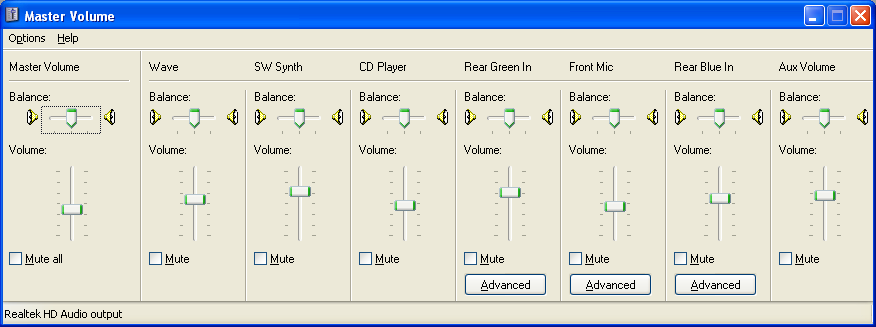 Master Volume
Options Help
Master Volume Wave SW Synth CD Player Rear Green In Front Mic Rear Blue In Aux Volume
Balance: Balance: Balance: Balance: Balance: Balance: Balance: Balance:
Volume: Volume: Volume: Volume: Volume: Volume: Volume: Volume:
Mute all Mute Mute Mute Mute Mute Mute Mute
Advanced Advanced Advanced
Realtek HD Audio output